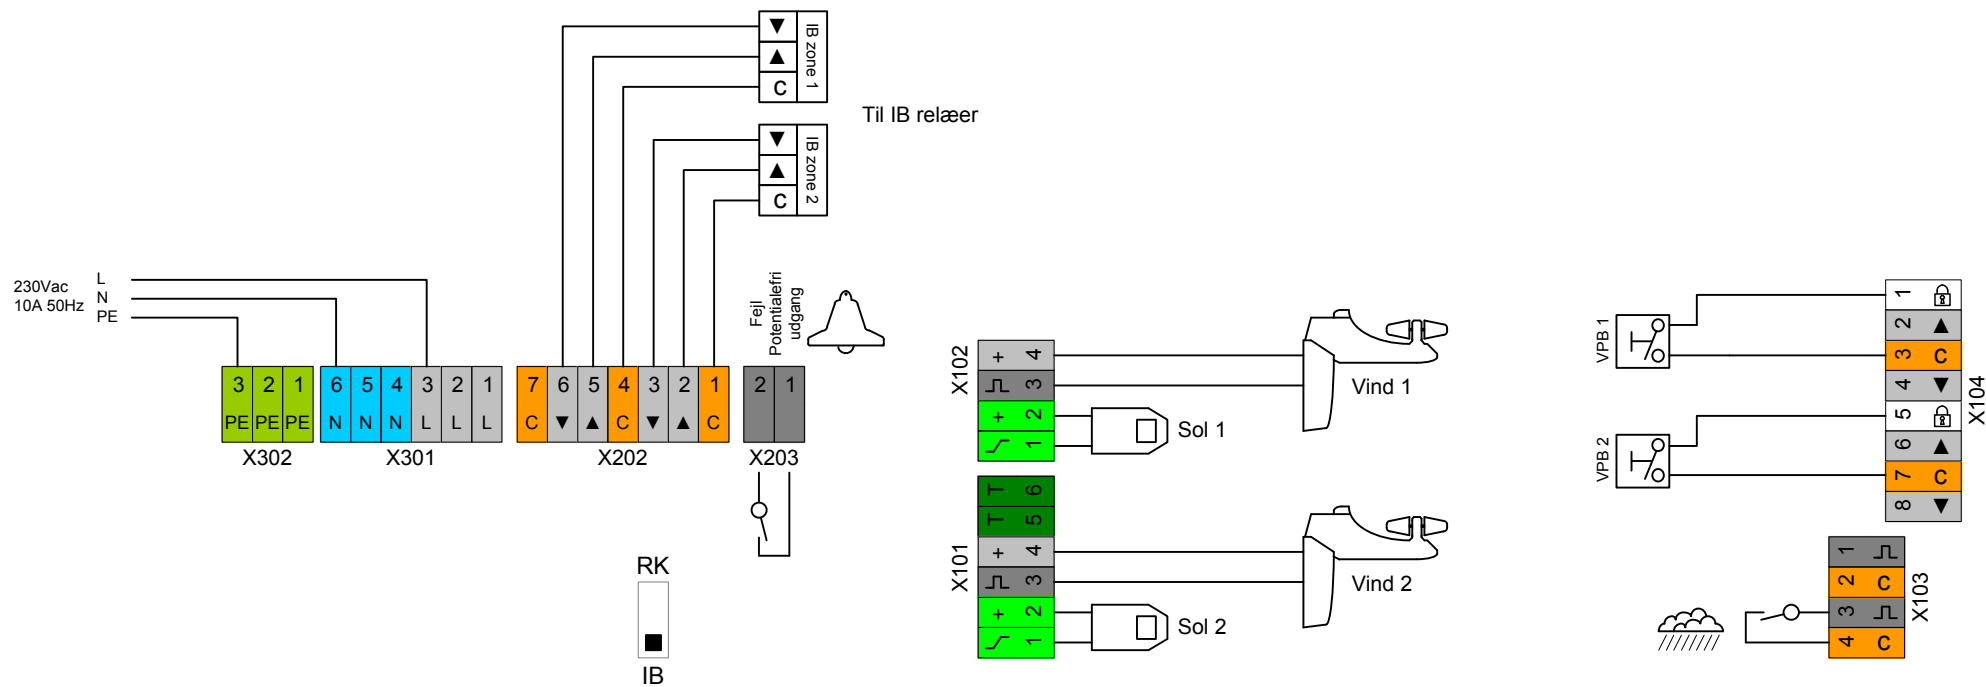 ▼
▲
C
IB zone 1
Til IB relæer
▼
▲
C
IB zone 2
230Vac
10A 50Hz
L
N
PE
Fejl
Potentialefri
udgang
3 2 1
PE PE PE
X302
6 5 4 3 2 1
N N N L L L
X301
7 6 5 4 3 2 1
C ▼ ▲ C ▼ ▲ C
X202
2 1
X203
RK
IB
X102
+ 4
3
+ 2
1
Vind 1
Sol 1
X101
T 6
T 5
+ 4
3
+ 2
1
Vind 2
Sol 2
VPB 1
VPB 2
1
2 ▲
3 C
4 ▼
5
6 ▲
7 C
8 ▼
X104
1
2 C
3
4 C
X103